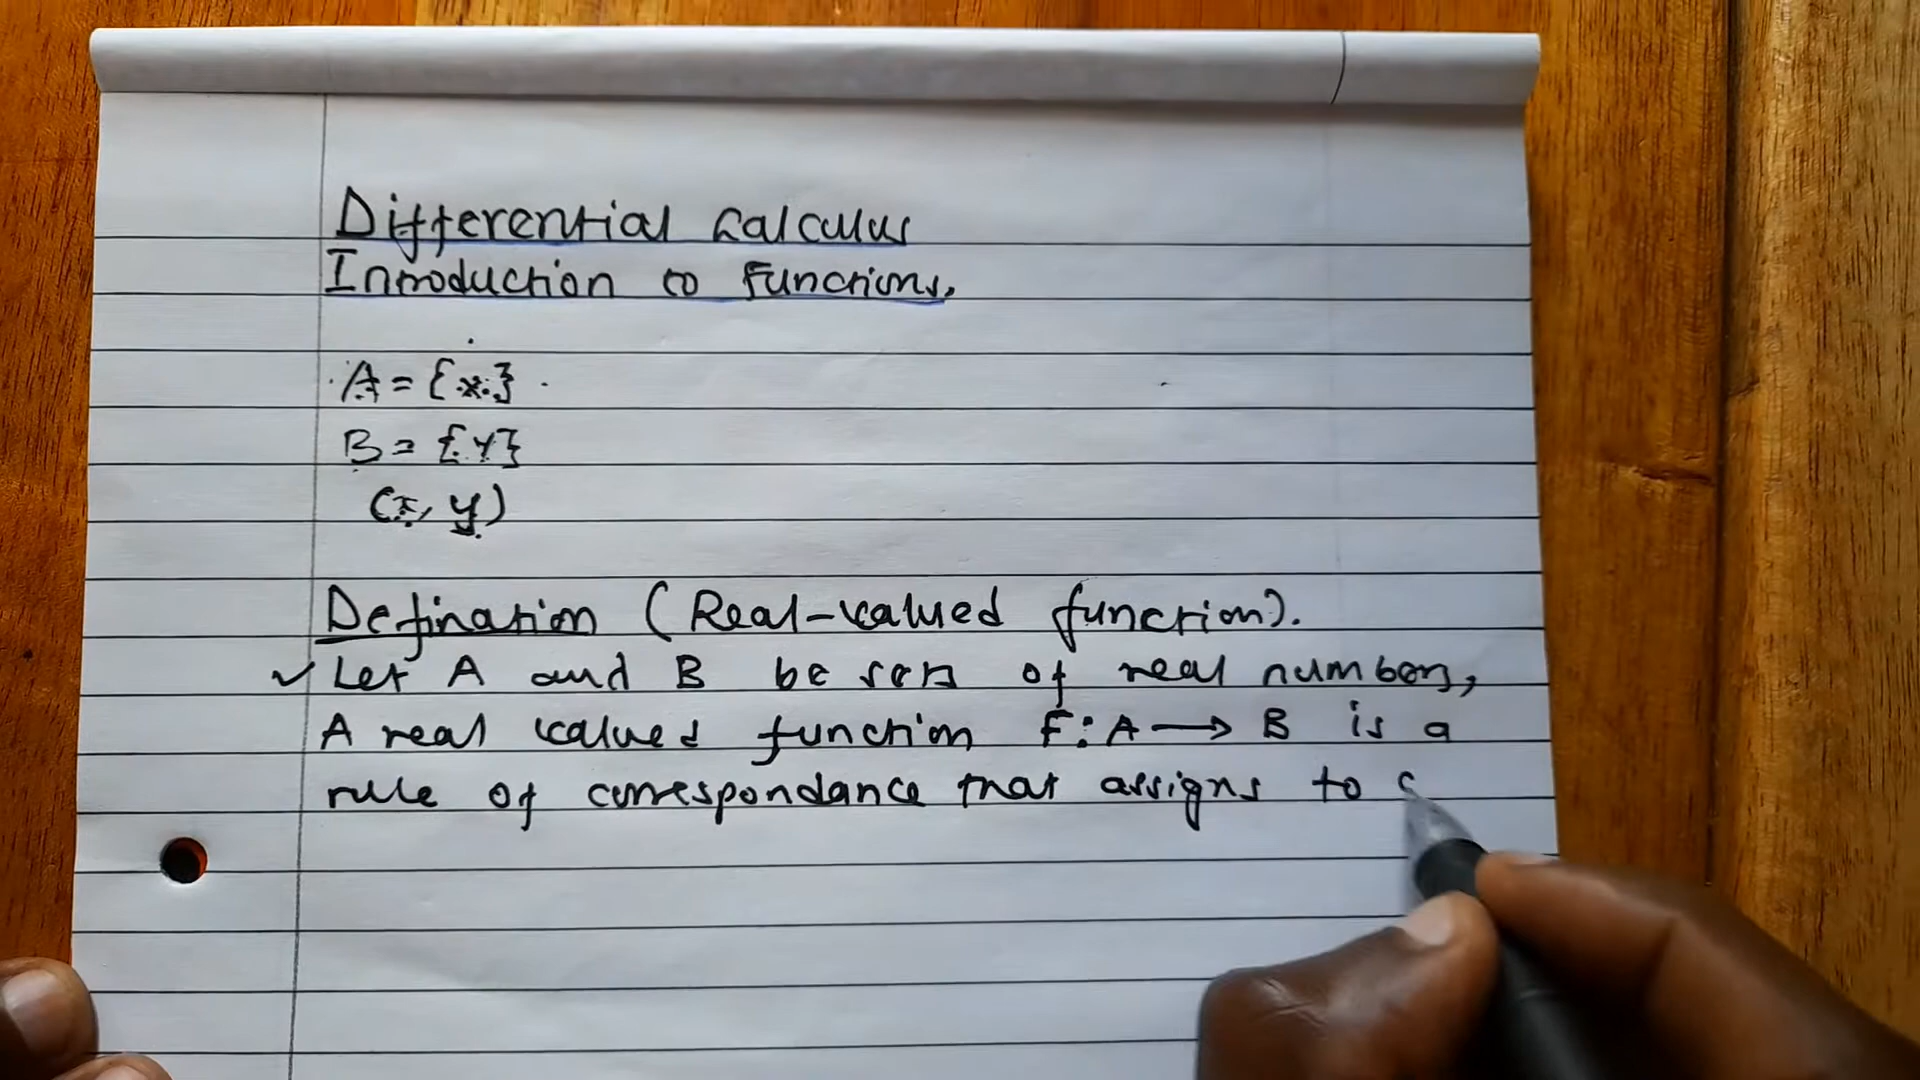 Differential Calculus
Introduction to Functions.
A = {x}
B = {Y}
(x, y)
Defination (Real-valued function).
✓ Let A and B be sets of real numbers,
A real valued function F: A → B is a
rule of correspondance that assigns to